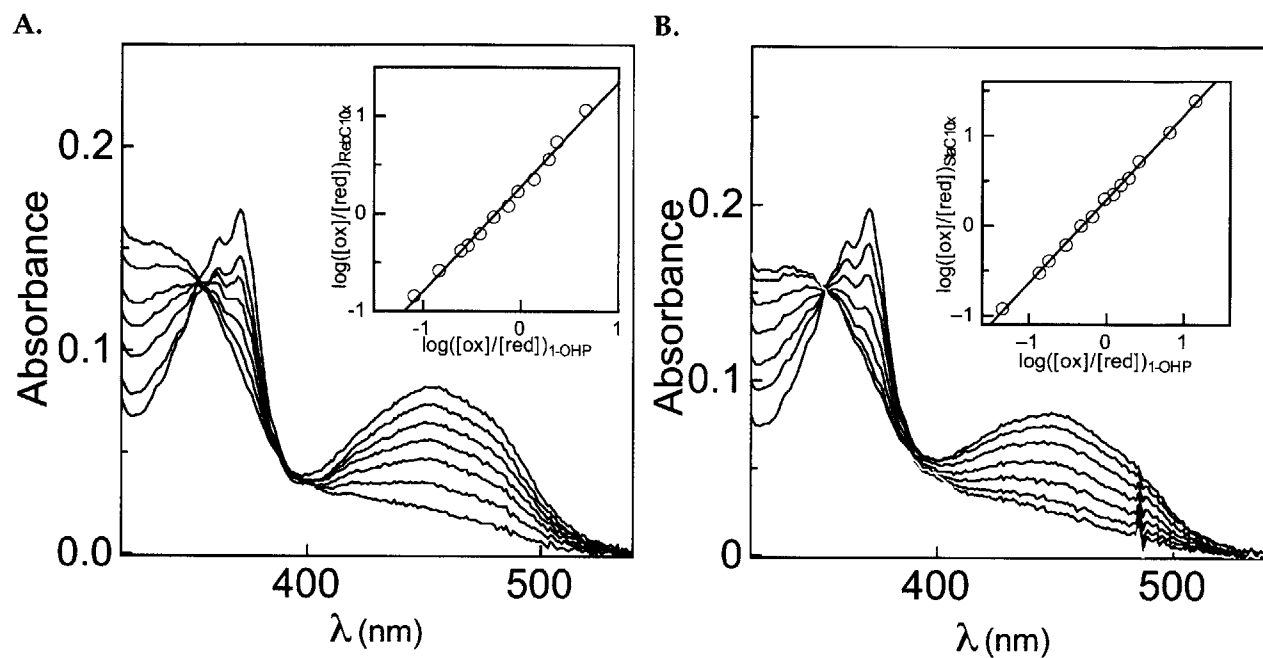 A.
B.
0.2
0.1
0.0
400
500
Absorbance
λ (nm)
1
0
-1
-1
0
1
log([ox]/[red])RebC10x
log([ox]/[red])1-OHP
0.2
0.1
0
400
500
Absorbance
λ (nm)
1
0
-1
-1
0
1
log([ox]/[red])StaC10x
log([ox]/[red])1-OHP